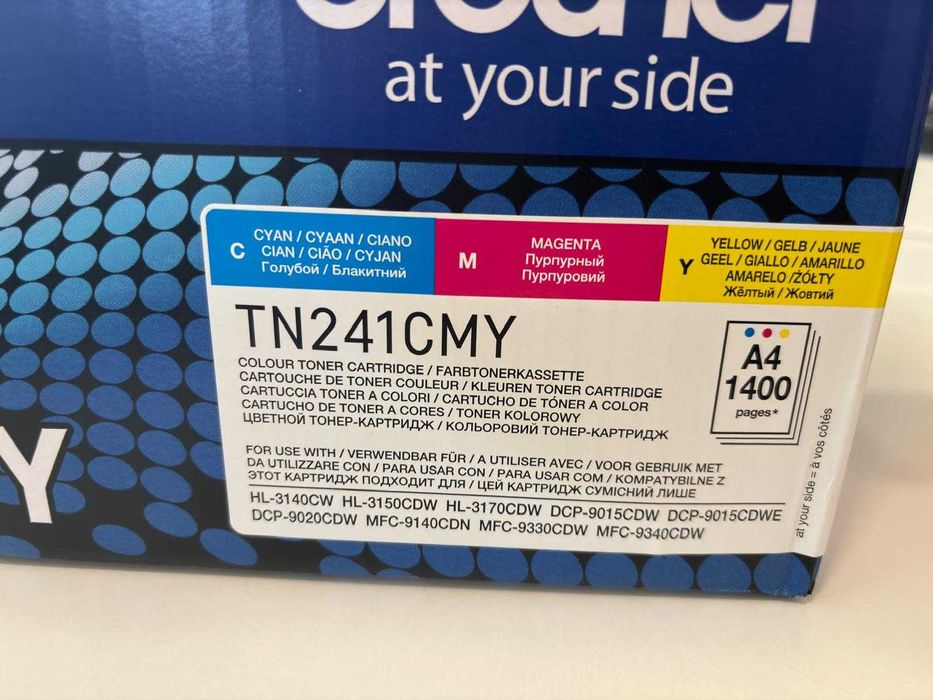 at your side
C
CYAN / CYAAN / CIANO
CIAN / CIÃO / CYJAN
Голубой / Блакитний
M
MAGENTA
Пурпурный
Пурпуровий
Y
YELLOW / GELB / JAUNE
GEEL / GIALLO / AMARILLO
AMARELO /ŻÓŁTY
Жёлтый / Жовтий
TN241CMY
COLOUR TONER CARTRIDGE / FARBTONERKASSETTE
CARTOUCHE DE TONER COULEUR / KLEUREN TONER CARTRIDGE
CARTUCCIA TONER A COLORI / CARTUCHO DE TÓNER A COLOR
CARTUCHO DE TONER A CORES / TONER KOLOROWY
ЦВЕТНОЙ ТОНЕР-КАРТРИДЖ / КОЛЬОРОВИЙ ТОНЕР-КАРТРИДЖ
A4
1400
pages*
FOR USE WITH / VERWENDBAR FÜR / A UTILISER AVEC / VOOR GEBRUIK MET
DA UTILIZZARE CON / PARA USAR CON / PARA USAR COM / KOMPATYBILNE Z
ЭТОТ КАРТРИДЖ ПОДХОДИТ ДЛЯ / ЦЕЙ КАРТРИДЖ СУМІСНИЙ ЛИШЕ
HL-3140CW HL-3150CDW HL-3170CDW DCP-9015CDW DCP-9015CDWE
DCP-9020CDW MFC-9140CDN MFC-9330CDW MFC-9340CDW
at your side = à vos côtés
Y